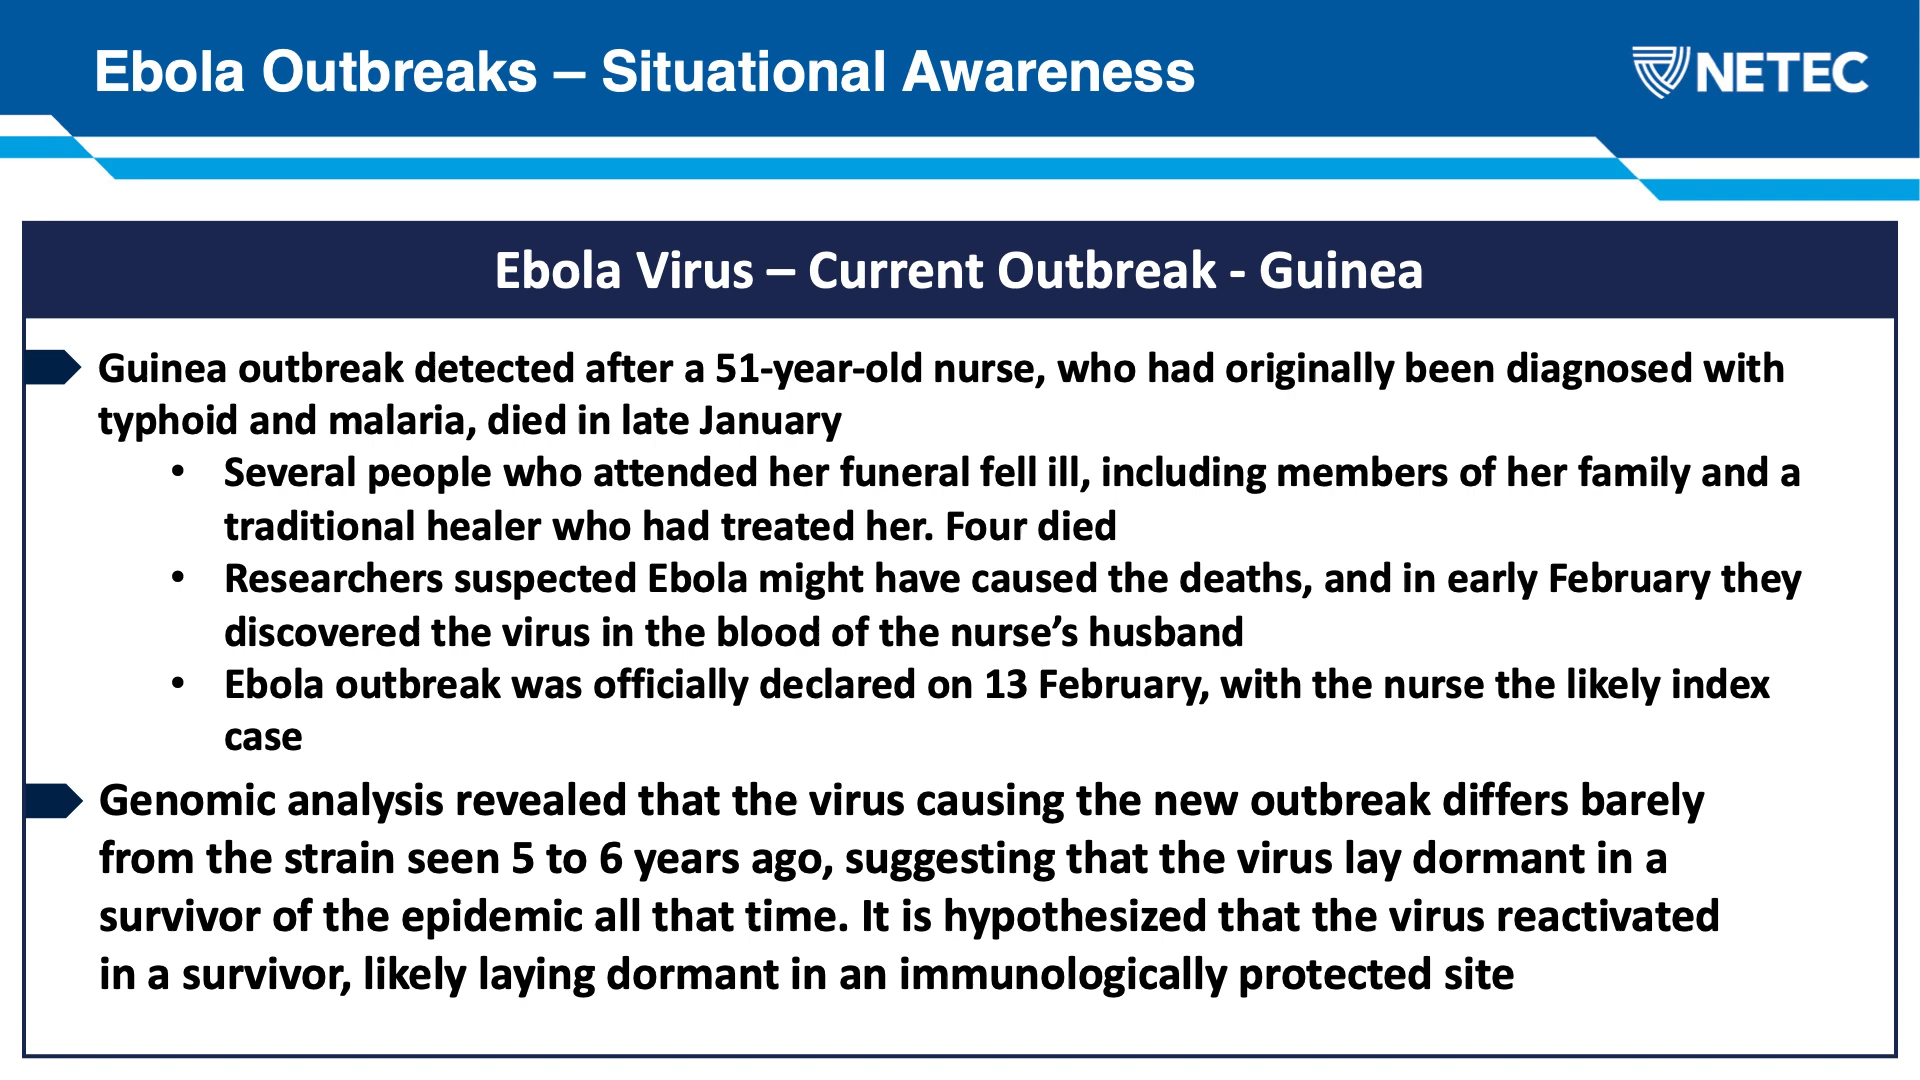 Ebola Outbreaks – Situational Awareness
NETEC
Ebola Virus – Current Outbreak - Guinea
Guinea outbreak detected after a 51-year-old nurse, who had originally been diagnosed with
typhoid and malaria, died in late January
• Several people who attended her funeral fell ill, including members of her family and a
traditional healer who had treated her. Four died
• Researchers suspected Ebola might have caused the deaths, and in early February they
discovered the virus in the blood of the nurse’s husband
• Ebola outbreak was officially declared on 13 February, with the nurse the likely index
case
Genomic analysis revealed that the virus causing the new outbreak differs barely
from the strain seen 5 to 6 years ago, suggesting that the virus lay dormant in a
survivor of the epidemic all that time. It is hypothesized that the virus reactivated
in a survivor, likely laying dormant in an immunologically protected site